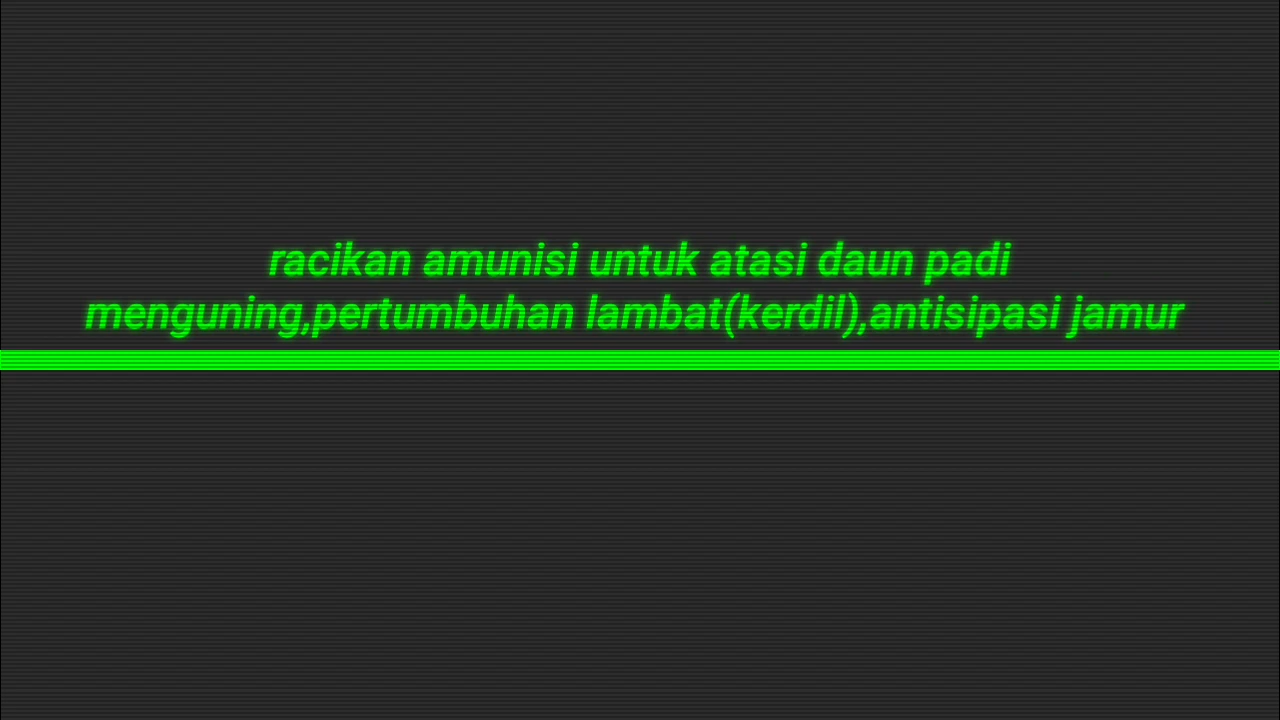 racikan amunisi untuk atasi daun padi
menguning,pertumbuhan lambat(kerdil),antisipasi jamur